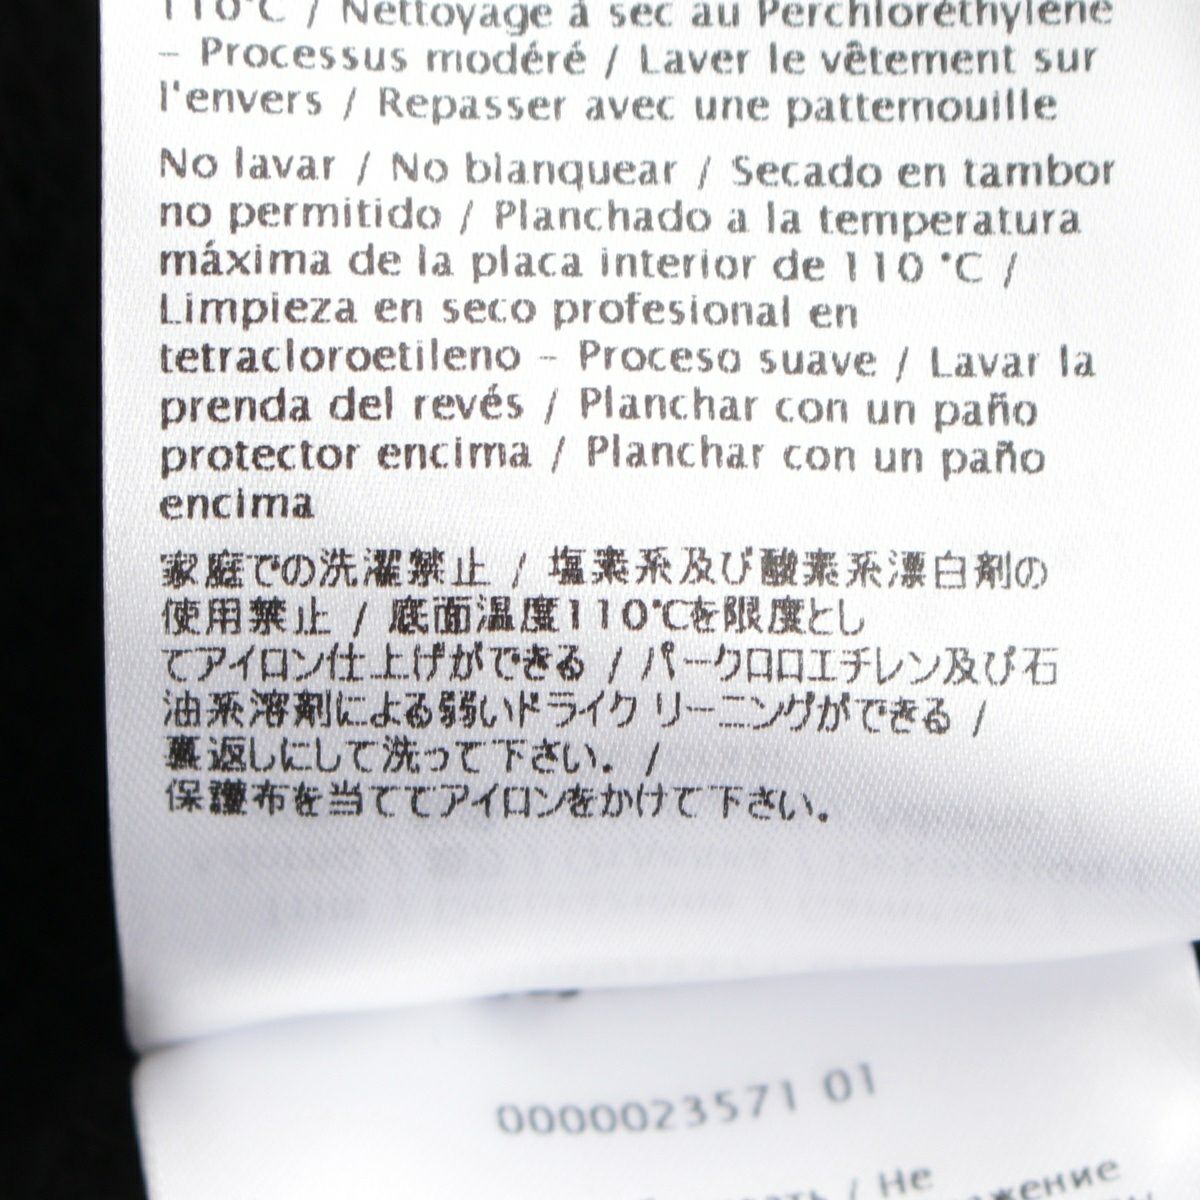 110°C / Nettoyage à sec au Perchloréthylène
– Processus modéré / Laver le vêtement sur
l'envers / Repasser avec une pattemouille
No lavar / No blanquear / Secado en tambor
no permitido / Planchado a la temperatura
máxima de la placa interior de 110 °C /
Limpieza en seco profesional en
tetracloroetileno – Proceso suave / Lavar la
prenda del revés / Planchar con un paño
protector encima / Planchar con un paño
encima
家庭での洗濯禁止 / 塩素系及び酸素系漂白剤の
使用禁止 / 底面温度110℃を限度とし
てアイロン仕上げができる / パークロロエチレン及び石
油系溶剤による弱いドライクリーニングができる /
裏返しにして洗って下さい. /
保護布を当ててアイロンをかけて下さい.
0000023571 01
/ Не